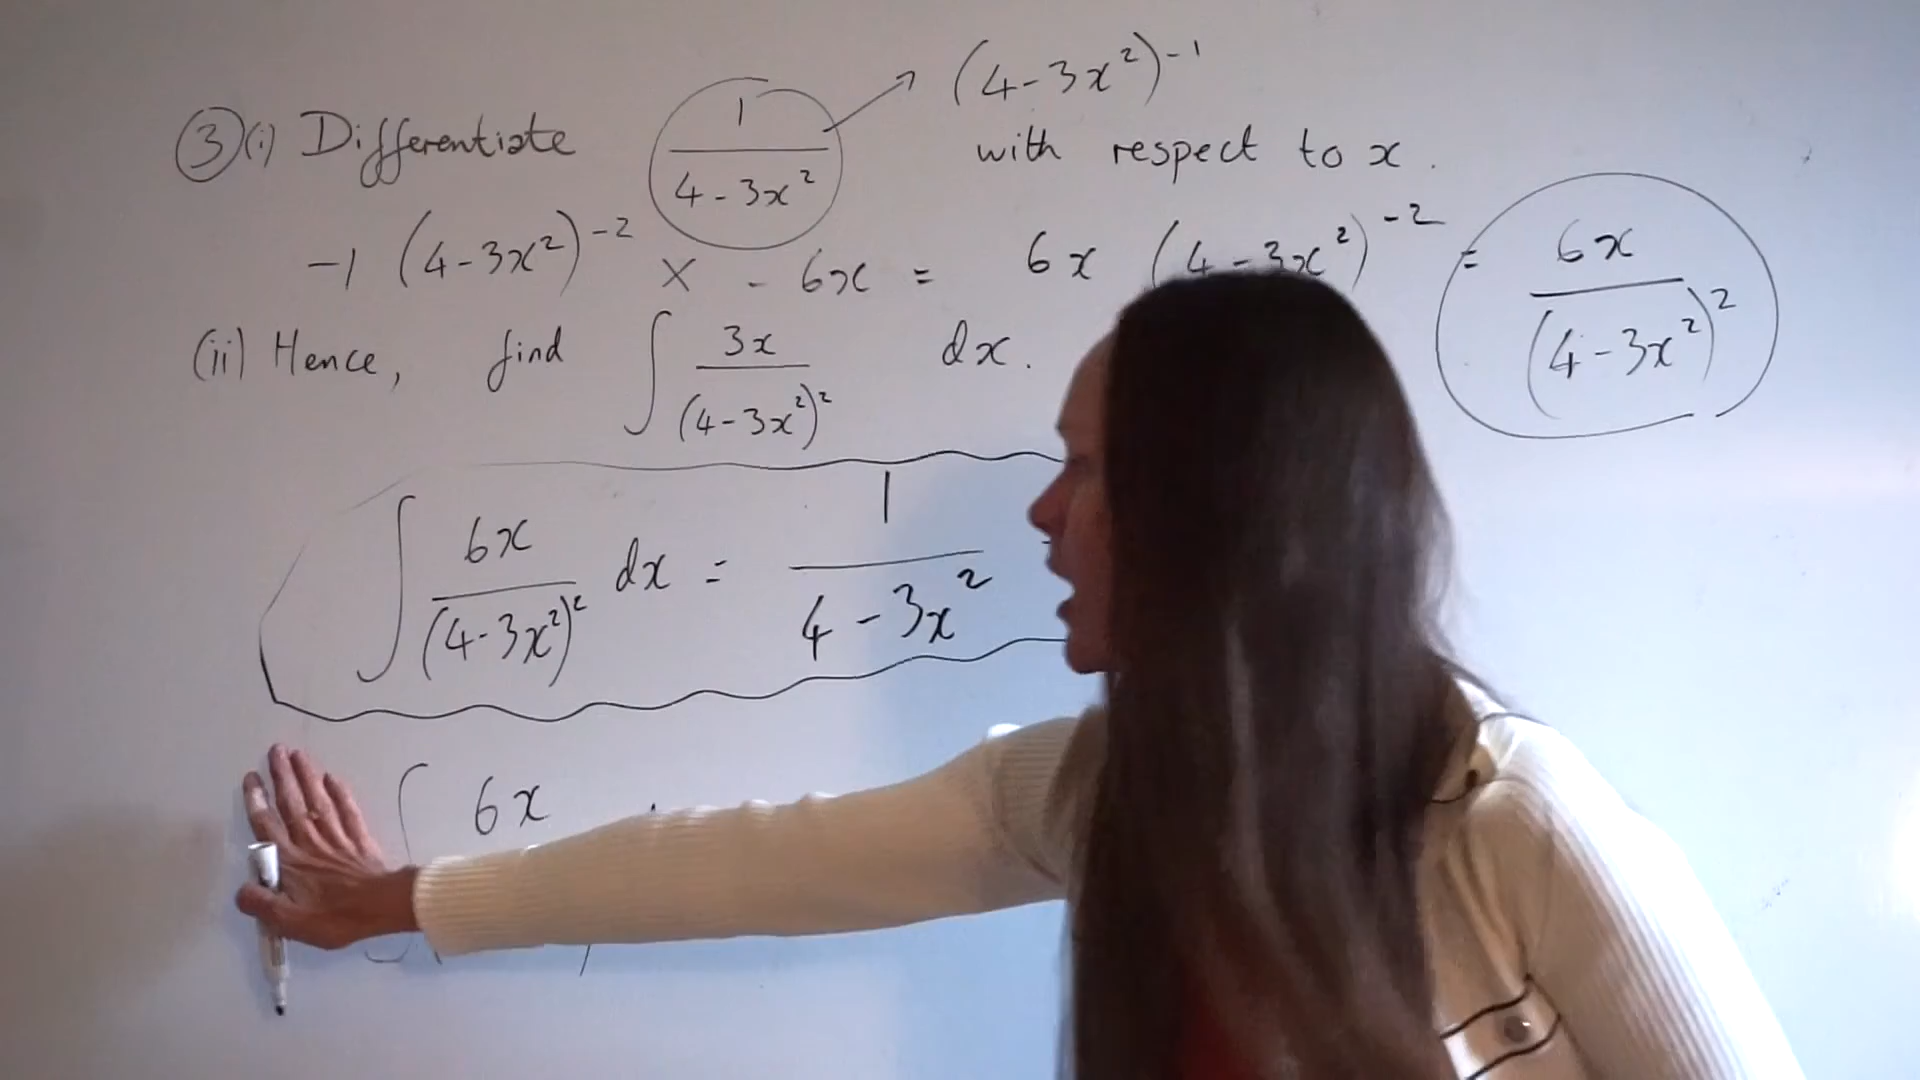 ③(i) Differentiate 1/(4-3x²) → (4-3x²)⁻¹ with respect to x.
-1 (4-3x²)⁻² × -6x = 6x (4-3x²)⁻² = 6x/(4-3x²)²
(ii) Hence, find ∫ 3x/(4-3x²)² dx.
∫ 6x/(4-3x²)² dx = 1/(4-3x²)
∫ 6x